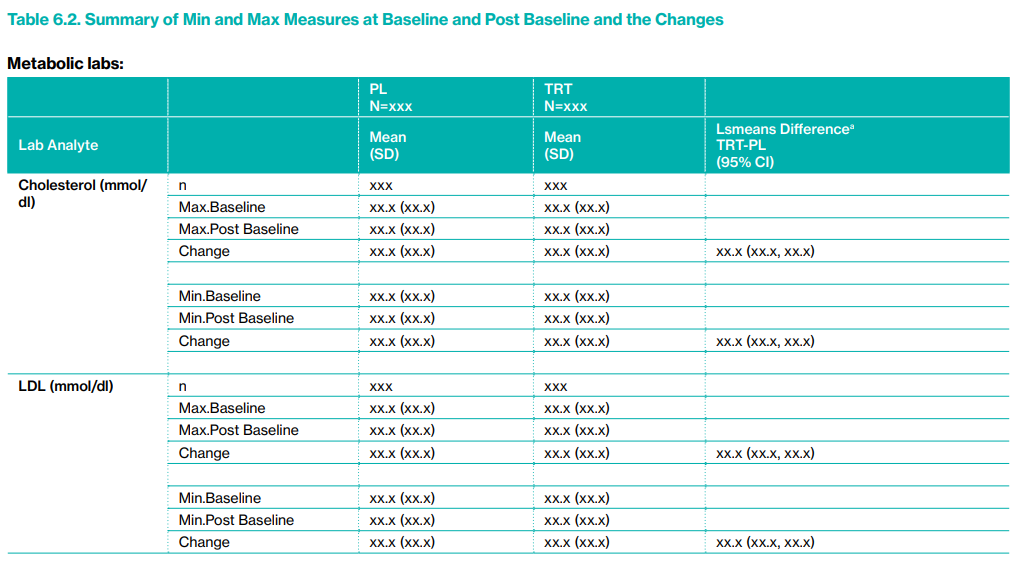 Table 6.2. Summary of Min and Max Measures at Baseline and Post Baseline and the Changes
Metabolic labs:
PL TRT
N=xxx N=xxx
Lab Analyte Mean Mean Lsmeans Differenceᵃ
(SD) (SD) TRT-PL
(95% CI)
Cholesterol (mmol/ n xxx xxx
dl)
Max.Baseline xx.x (xx.x) xx.x (xx.x)
Max.Post Baseline xx.x (xx.x) xx.x (xx.x)
Change xx.x (xx.x) xx.x (xx.x) xx.x (xx.x, xx.x)
Min.Baseline xx.x (xx.x) xx.x (xx.x)
Min.Post Baseline xx.x (xx.x) xx.x (xx.x)
Change xx.x (xx.x) xx.x (xx.x) xx.x (xx.x, xx.x)
LDL (mmol/dl) n xxx xxx
Max.Baseline xx.x (xx.x) xx.x (xx.x)
Max.Post Baseline xx.x (xx.x) xx.x (xx.x)
Change xx.x (xx.x) xx.x (xx.x) xx.x (xx.x, xx.x)
Min.Baseline xx.x (xx.x) xx.x (xx.x)
Min.Post Baseline xx.x (xx.x) xx.x (xx.x)
Change xx.x (xx.x) xx.x (xx.x) xx.x (xx.x, xx.x)